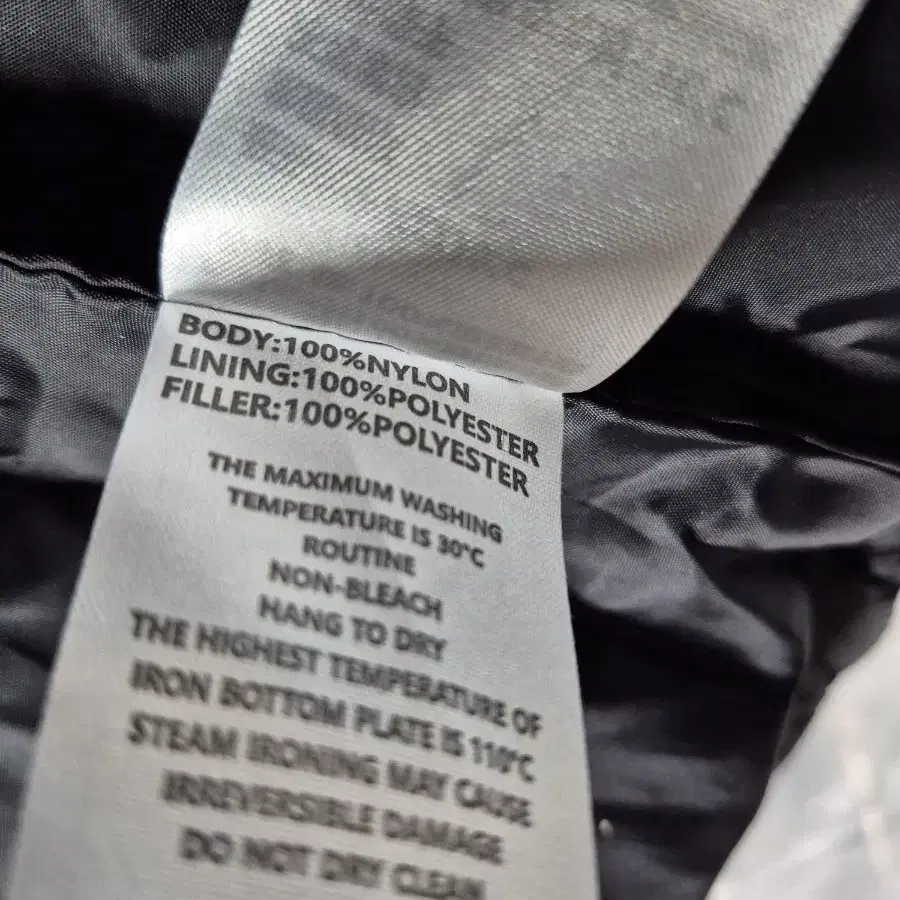 BODY:100%NYLON
LINING:100%POLYESTER
FILLER:100%POLYESTER
THE MAXIMUM WASHING
TEMPERATURE IS 30°C
ROUTINE
NON-BLEACH
HANG TO DRY
THE HIGHEST TEMPERATURE OF
IRON BOTTOM PLATE IS 110°C
STEAM IRONING MAY CAUSE
IRREVERSIBLE DAMAGE
DO NOT DRY CLEAN